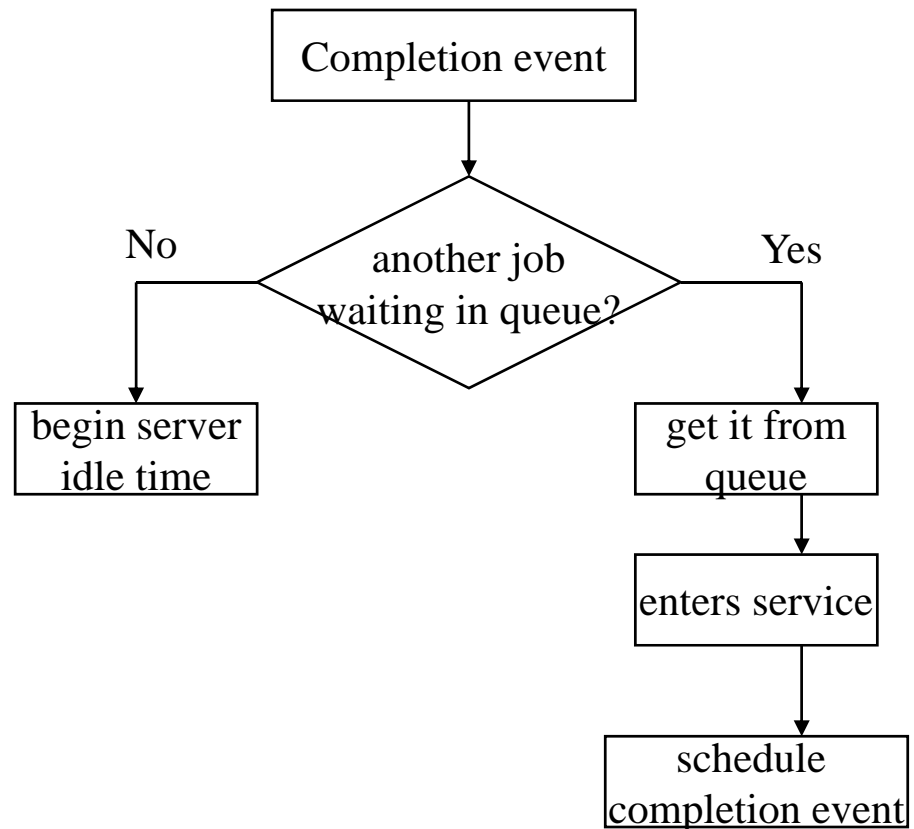 Completion event
No
Yes
another job
waiting in queue?
begin server
idle time
get it from
queue
enters service
schedule
completion event